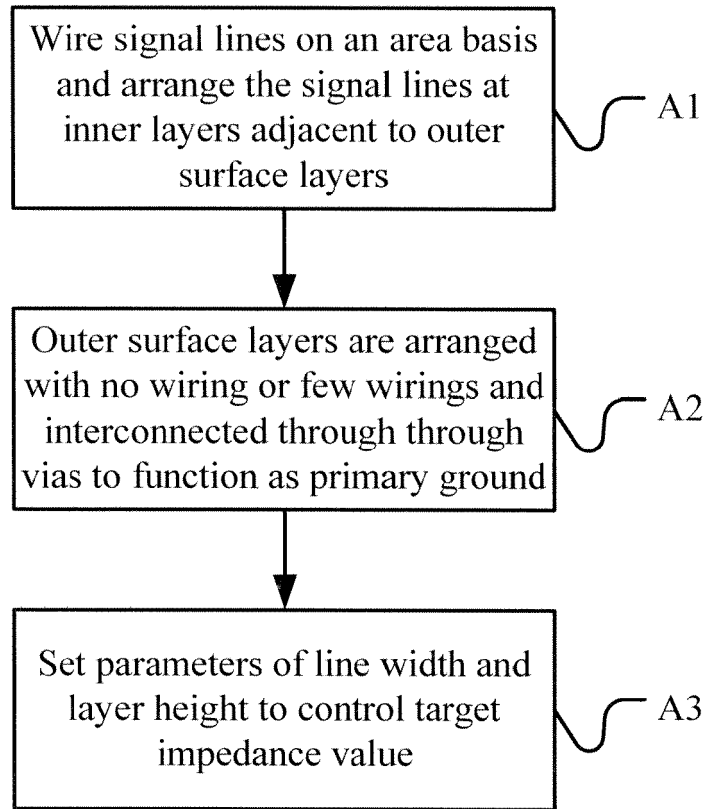 Wire signal lines on an area basis
and arrange the signal lines at
inner layers adjacent to outer
surface layers
A1
Outer surface layers are arranged
with no wiring or few wirings and
interconnected through through
vias to function as primary ground
A2
Set parameters of line width and
layer height to control target
impedance value
A3